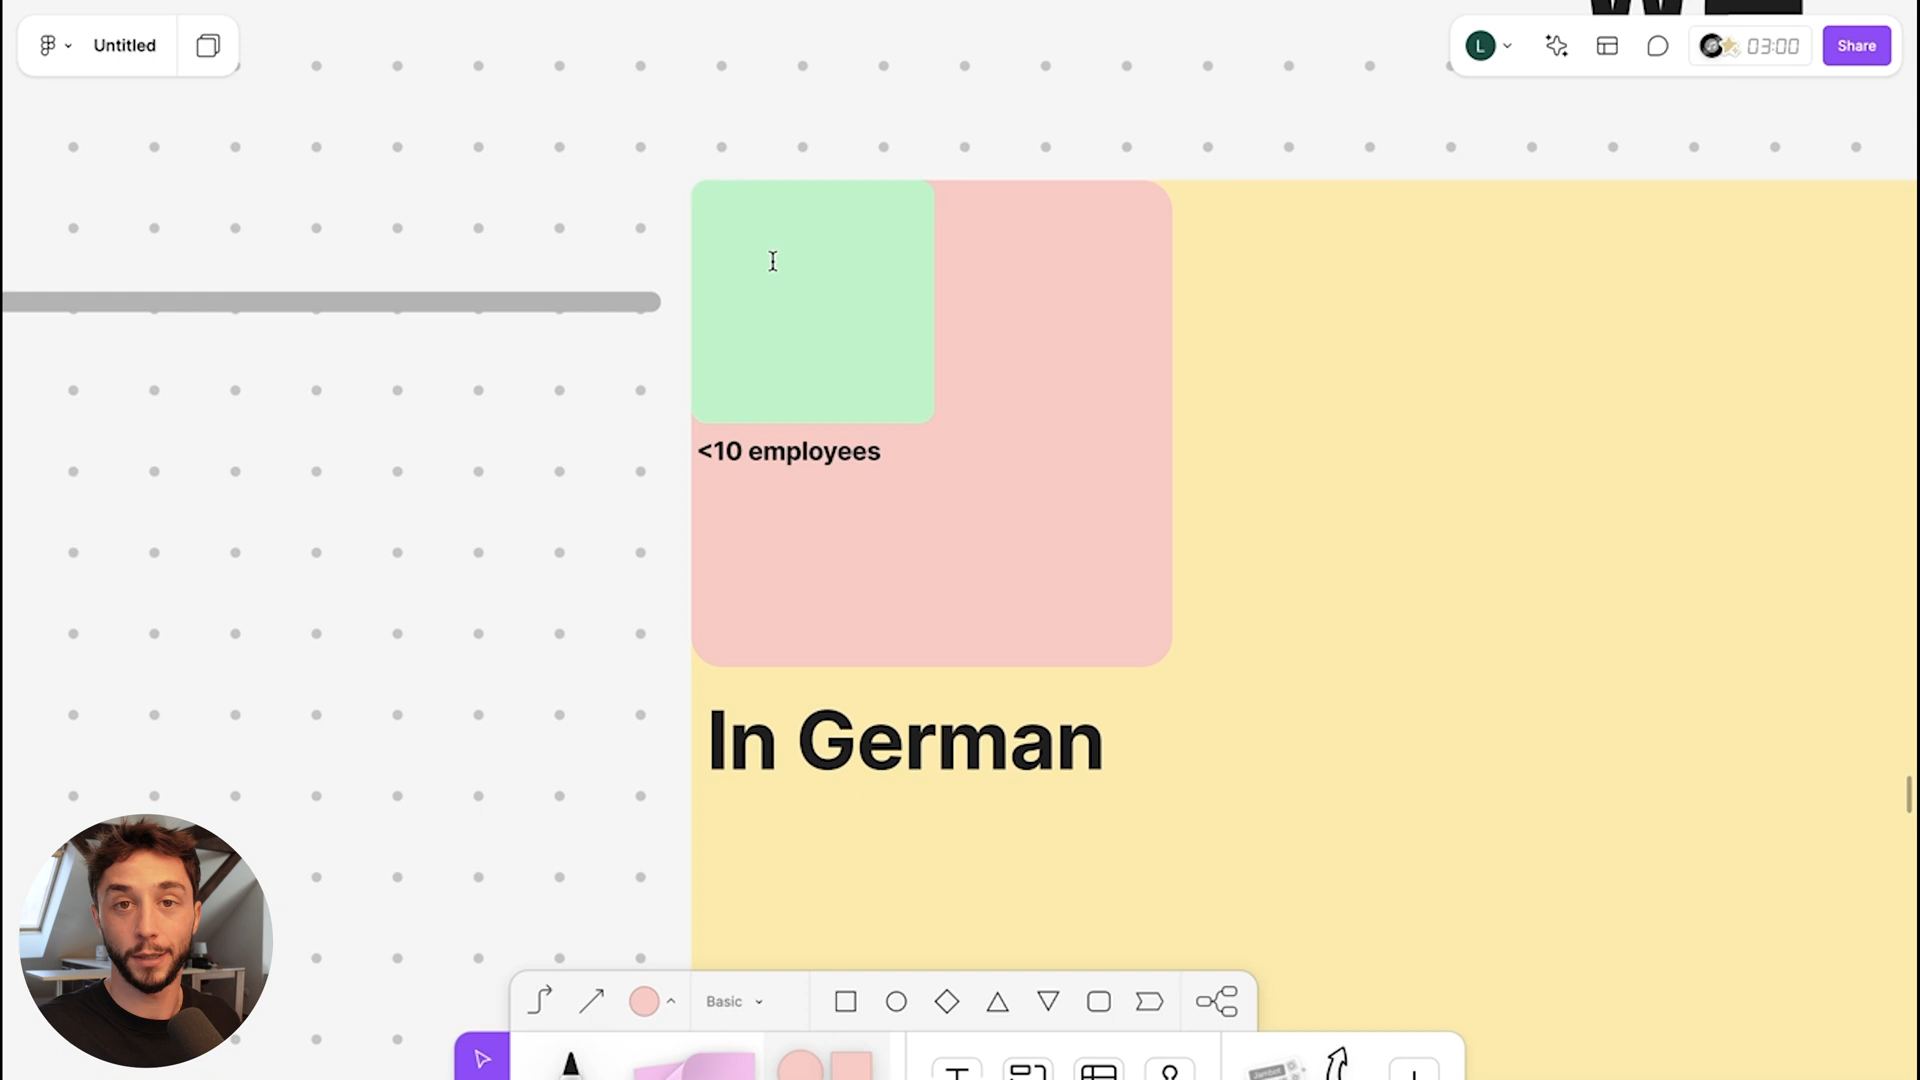 Untitled
L
03:00
Share
<10 employees
In German
Basic